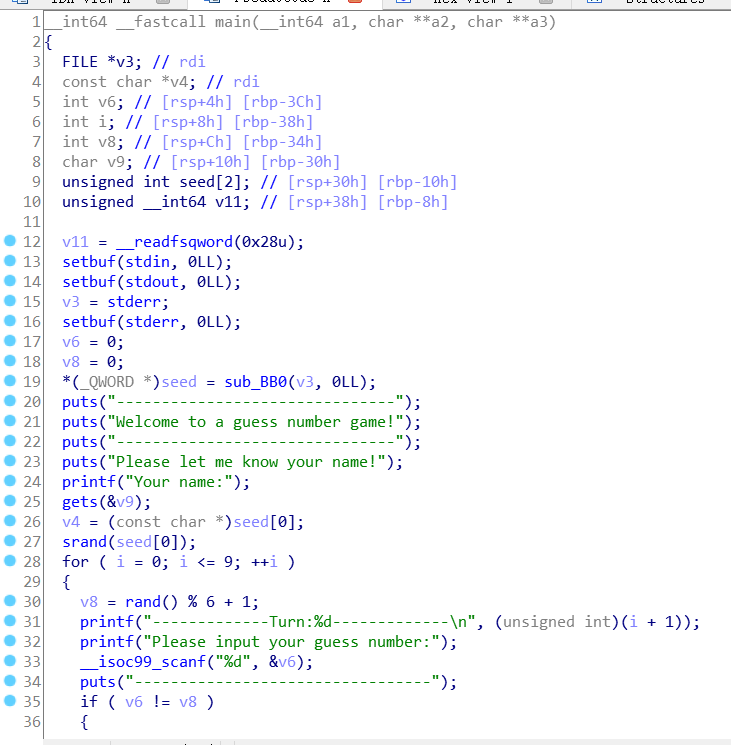 1 __int64 __fastcall main(__int64 a1, char **a2, char **a3)
2 {
3 FILE *v3; // rdi
4 const char *v4; // rdi
5 int v6; // [rsp+4h] [rbp-3Ch]
6 int i; // [rsp+8h] [rbp-38h]
7 int v8; // [rsp+Ch] [rbp-34h]
8 char v9; // [rsp+10h] [rbp-30h]
9 unsigned int seed[2]; // [rsp+30h] [rbp-10h]
10 unsigned __int64 v11; // [rsp+38h] [rbp-8h]
11
12 v11 = __readfsqword(0x28u);
13 setbuf(stdin, 0LL);
14 setbuf(stdout, 0LL);
15 v3 = stderr;
16 setbuf(stderr, 0LL);
17 v6 = 0;
18 v8 = 0;
19 *(_QWORD *)seed = sub_BB0(v3, 0LL);
20 puts("-------------------------------");
21 puts("Welcome to a guess number game!");
22 puts("-------------------------------");
23 puts("Please let me know your name!");
24 printf("Your name:");
25 gets(&v9);
26 v4 = (const char *)seed[0];
27 srand(seed[0]);
28 for ( i = 0; i <= 9; ++i )
29 {
30 v8 = rand() % 6 + 1;
31 printf("-------------Turn:%d-------------\n", (unsigned int)(i + 1));
32 printf("Please input your guess number:");
33 __isoc99_scanf("%d", &v6);
34 puts("---------------------------------");
35 if ( v6 != v8 )
36 {